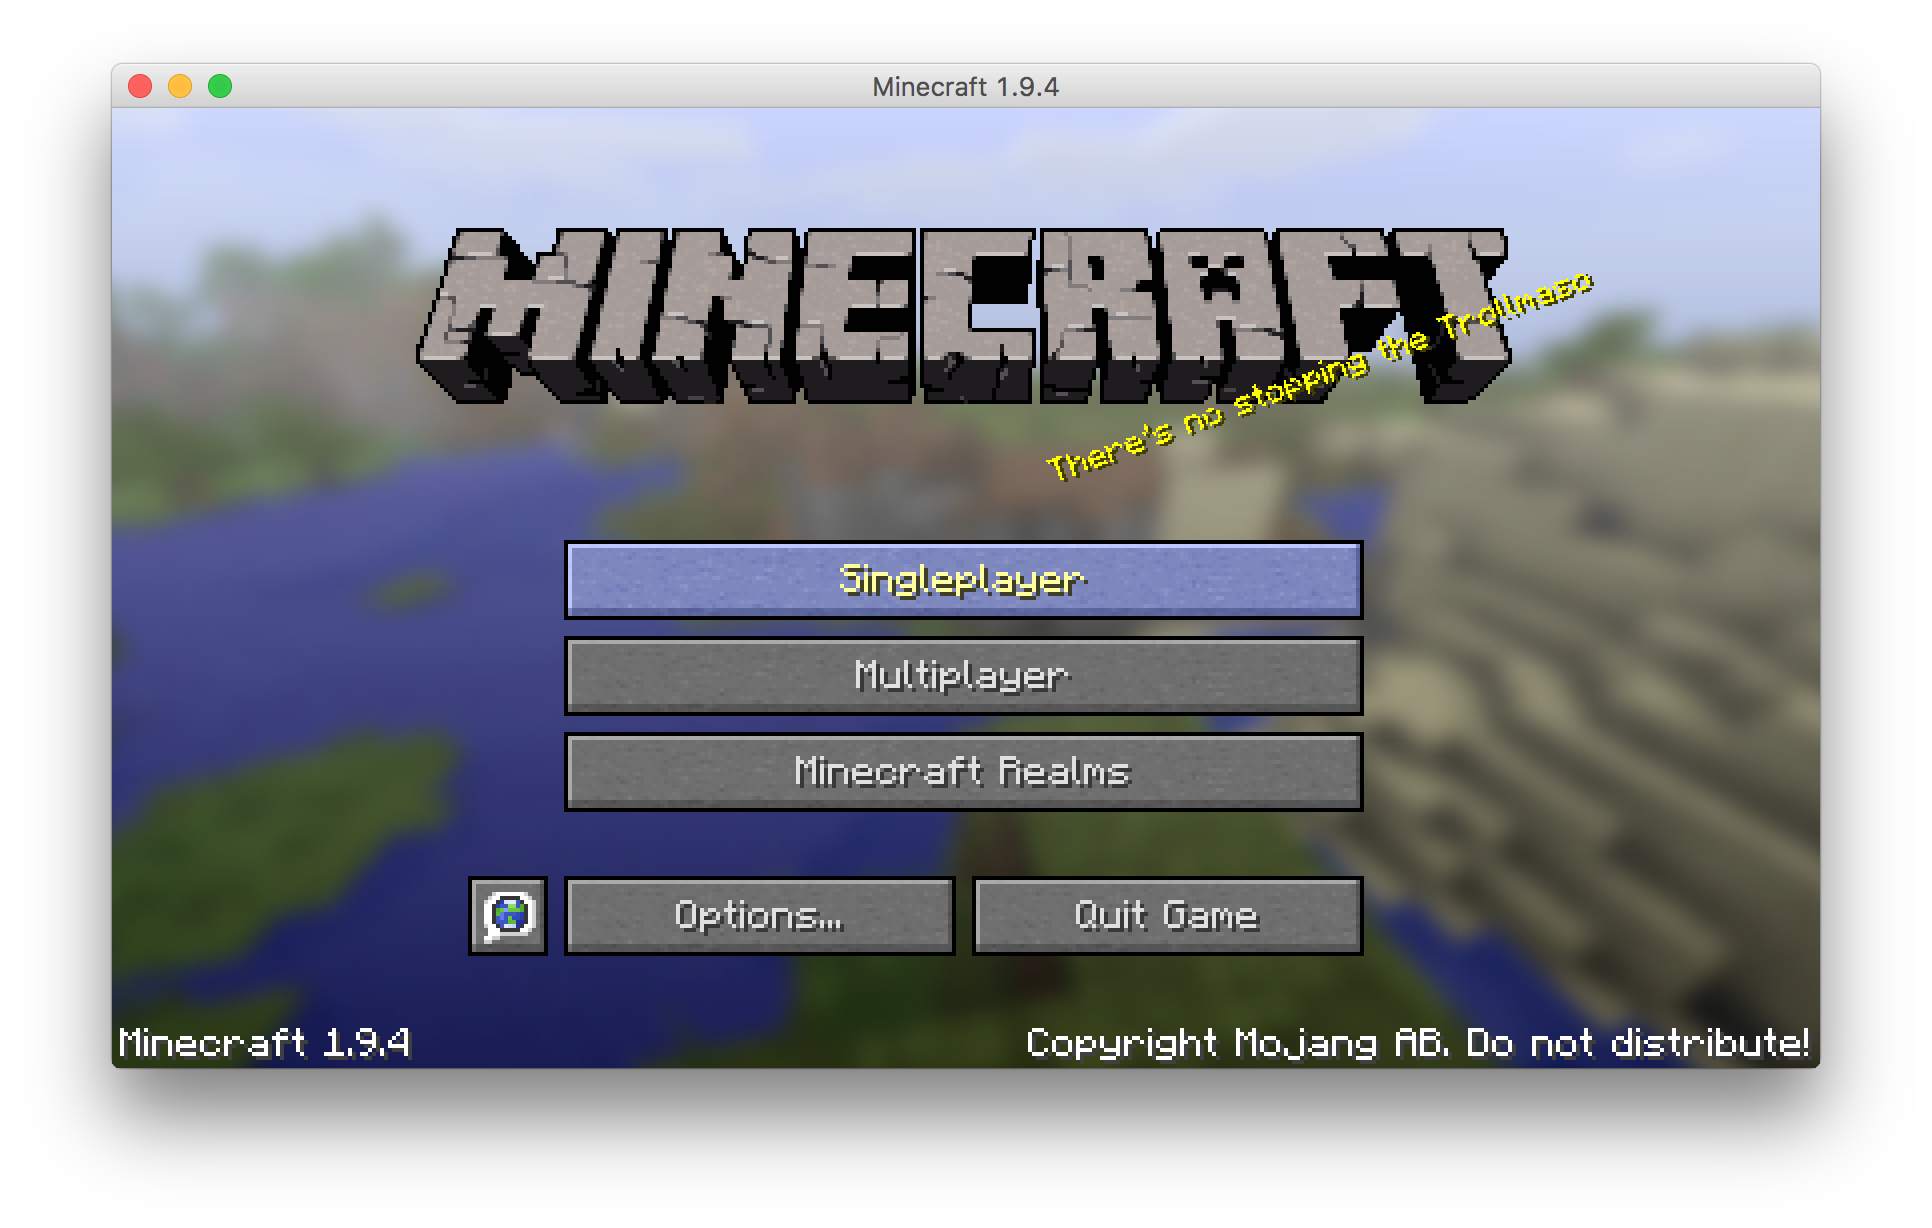 Minecraft 1.9.4
MINECRAFT
There's no stopping the Trollmaso
Singleplayer
Multiplayer
Minecraft Realms
Options...
Quit Game
Minecraft 1.9.4
Copyright Mojang AB. Do not distribute!